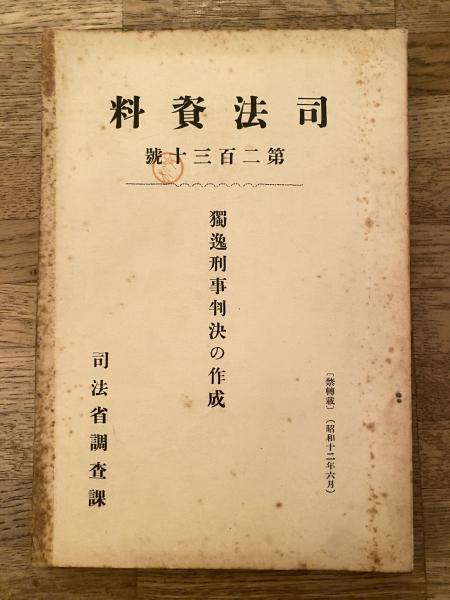 司法資料
第二百三十號
〔禁轉載〕(昭和十二年六月)
獨逸刑事判決の作成
司法省調查課